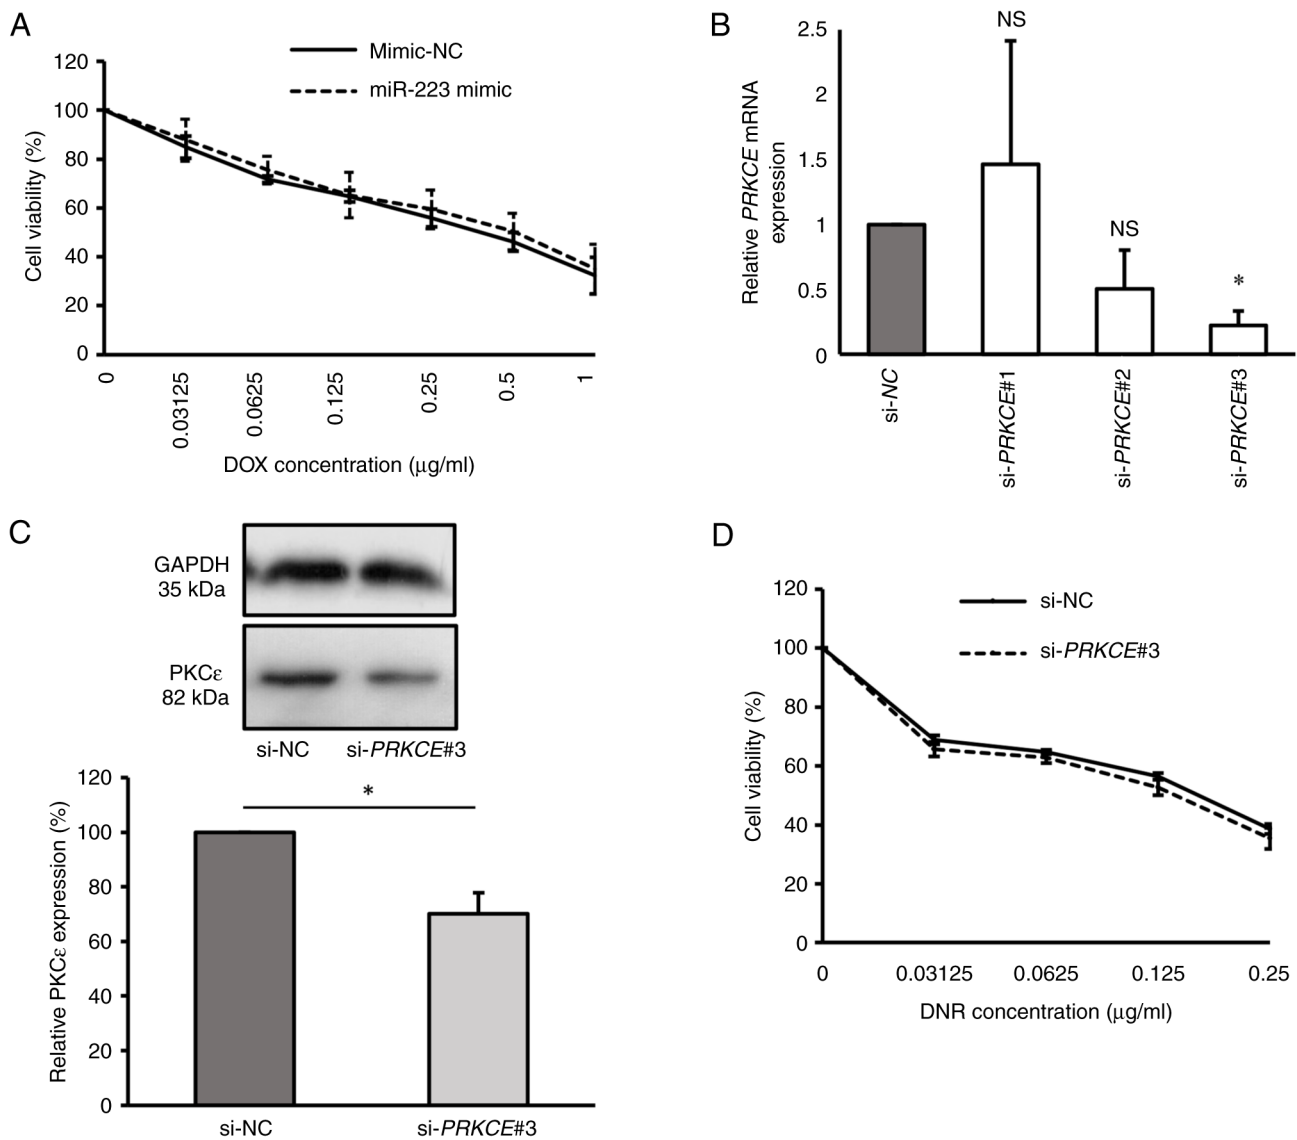 A
Mimic-NC
miR-223 mimic
Cell viability (%)
120
100
80
60
40
20
0
0
0.03125
0.0625
0.125
0.25
0.5
1
DOX concentration (μg/ml)
B
Relative PRKCE mRNA
expression
2.5
2
1.5
1
0.5
0
NS
NS
*
si-NC
si-PRKCE#1
si-PRKCE#2
si-PRKCE#3
C
GAPDH
35 kDa
PKCε
82 kDa
si-NC
si-PRKCE#3
Relative PKCε expression (%)
120
100
80
60
40
20
0
*
si-NC
si-PRKCE#3
D
si-NC
si-PRKCE#3
Cell viability (%)
120
100
80
60
40
20
0
0
0.03125
0.0625
0.125
0.25
DNR concentration (μg/ml)